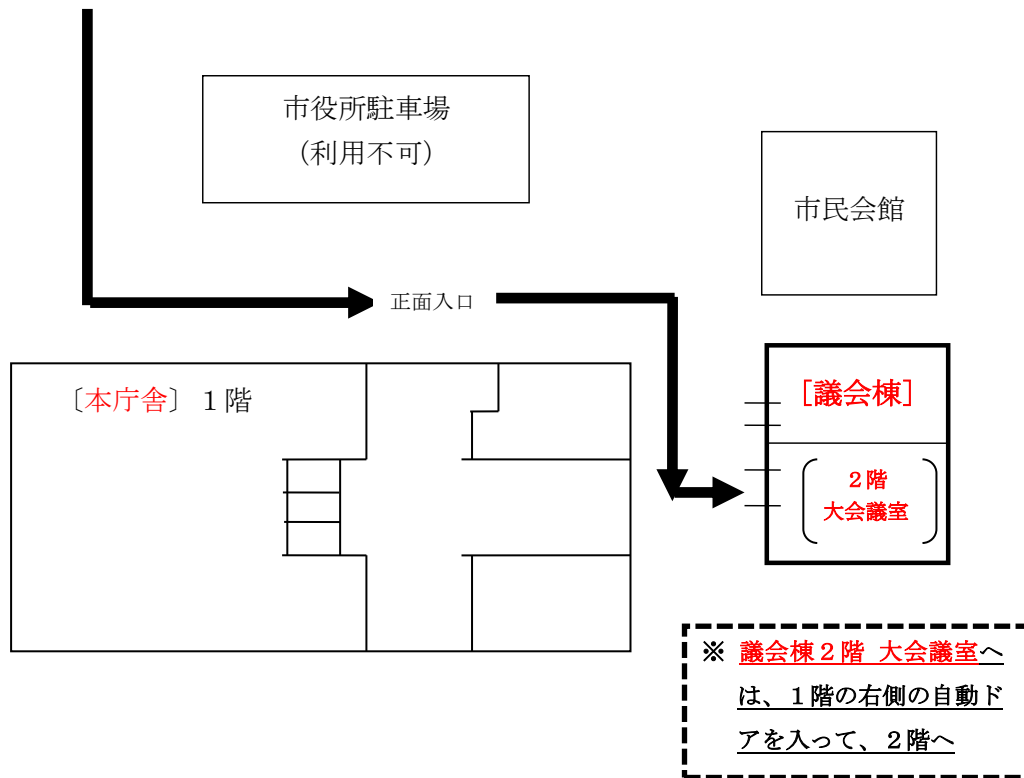 市役所駐車場
（利用不可）
市民会館
正面入口
〔本庁舎〕１階
［議会棟］
２階
大会議室
※ 議会棟２階 大会議室へ
は、１階の右側の自動ド
アを入って、２階へ